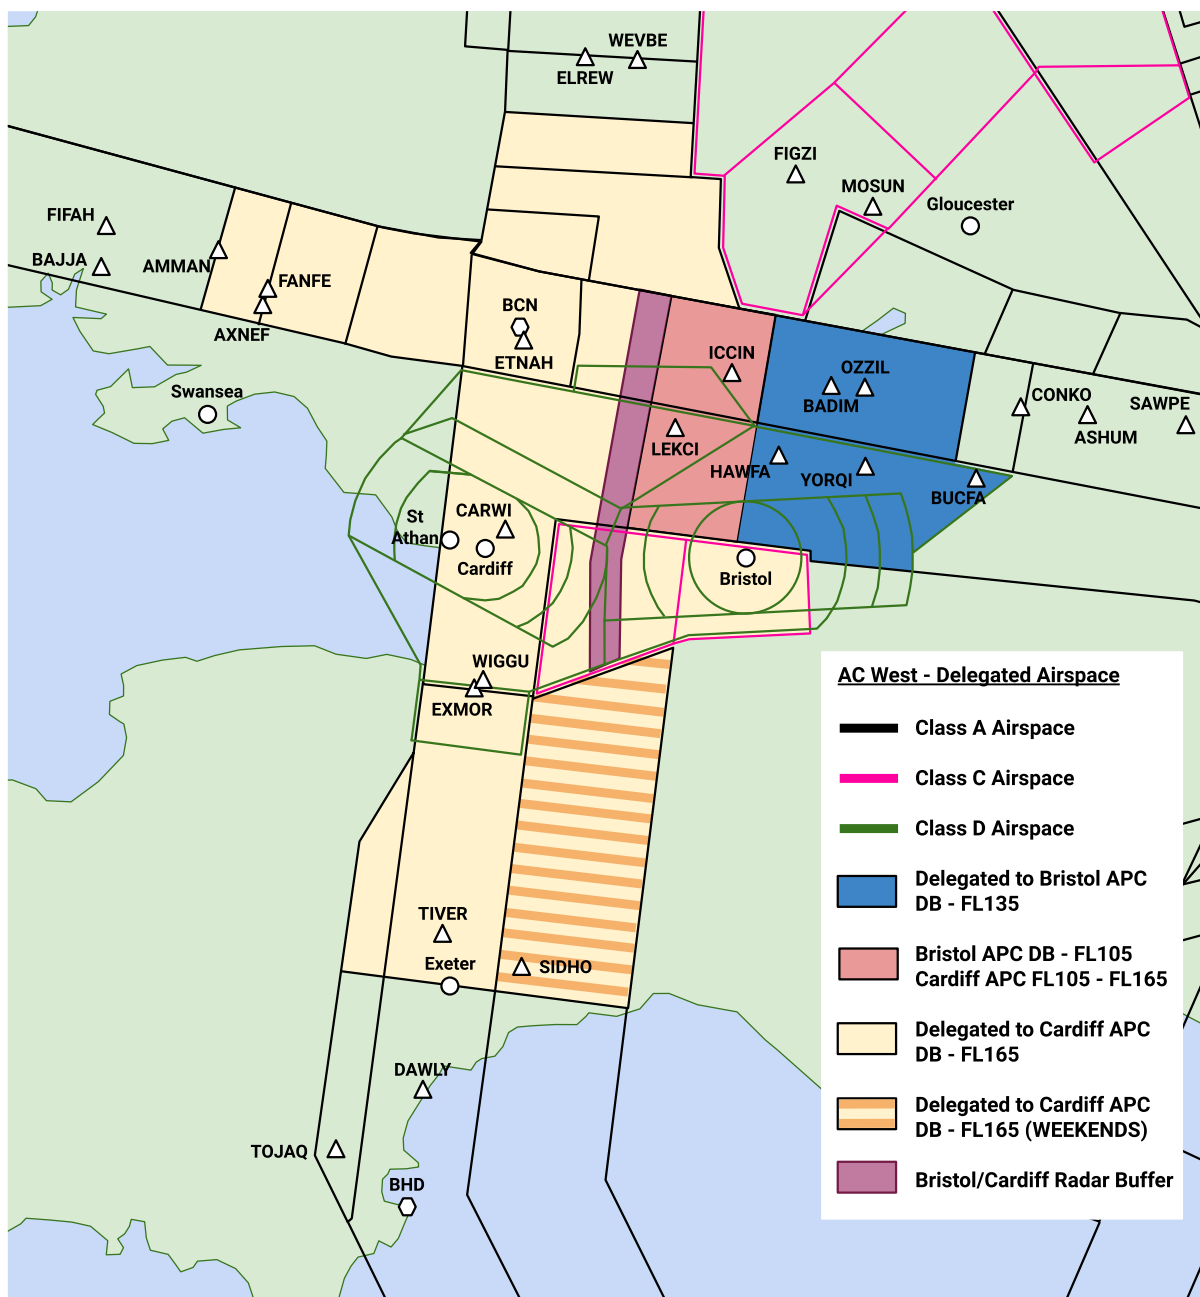 WEVBE
ELREW
FIGZI
MOSUN
Gloucester
FIFAH
BAJJA
AMMAN
FANFE
AXNEF
BCN
ETNAH
ICCIN
OZZIL
BADIM
Swansea
CONKO
SAWPE
ASHUM
LEKCI
HAWFA
YORQI
BUCFA
CARWI
St
Athan
Cardiff
Bristol
WIGGU
EXMOR
TIVER
Exeter
SIDHO
DAWLY
TOJAQ
BHD
AC West - Delegated Airspace
Class A Airspace
Class C Airspace
Class D Airspace
Delegated to Bristol APC
DB - FL135
Bristol APC DB - FL105
Cardiff APC FL105 - FL165
Delegated to Cardiff APC
DB - FL165
Delegated to Cardiff APC
DB - FL165 (WEEKENDS)
Bristol/Cardiff Radar Buffer